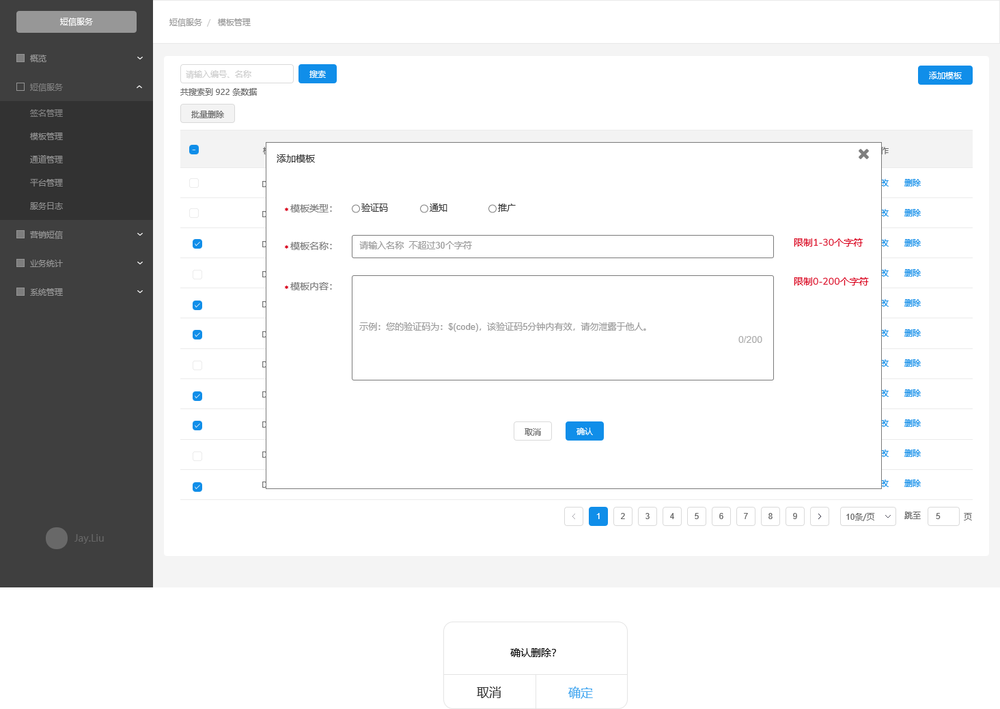 短信服务
概览
短信服务
签名管理
模板管理
通道管理
平台管理
服务日志
营销短信
业务统计
系统管理
Jay.Liu
短信服务 / 模板管理
请输入编号、名称 搜索 添加模板
共搜索到 922 条数据
批量删除
作
D 改 删除
D 改 删除
D 改 删除
D 改 删除
D 改 删除
D 改 删除
D 改 删除
D 改 删除
D 改 删除
D 改 删除
D 改 删除
添加模板
*模板类型： 验证码 通知 推广
*模板名称： 请输入名称 不超过30个字符 限制1-30个字符
*模板内容： 限制0-200个字符
示例：您的验证码为：$(code)，该验证码5分钟内有效，请勿泄露于他人。
0/200
取消 确认
1 2 3 4 5 6 7 8 9 10条/页 跳至 5 页
确认删除？
取消 确定